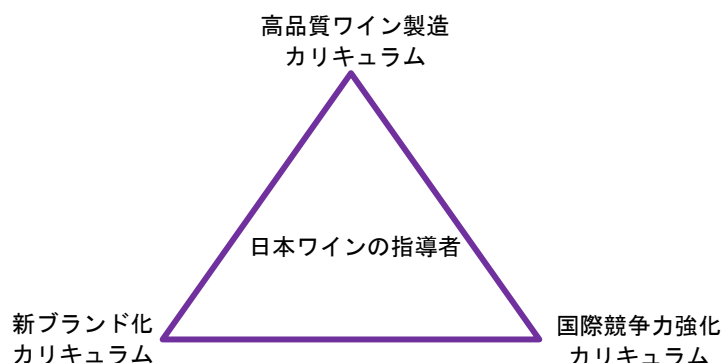 高品質ワイン製造
カリキュラム
日本ワインの指導者
新ブランド化
カリキュラム
国際競争力強化
カリキュラム